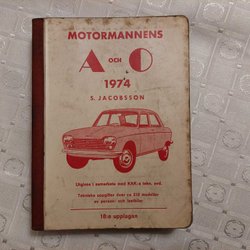 MOTORMANNENS
A OCH O
1974
S. JACOBSSON
Utgiven i samarbete med KAK:s tekn. avd.
Tekniska uppgifter över ca 310 modeller
av person- och lastbilar
18:e upplagan